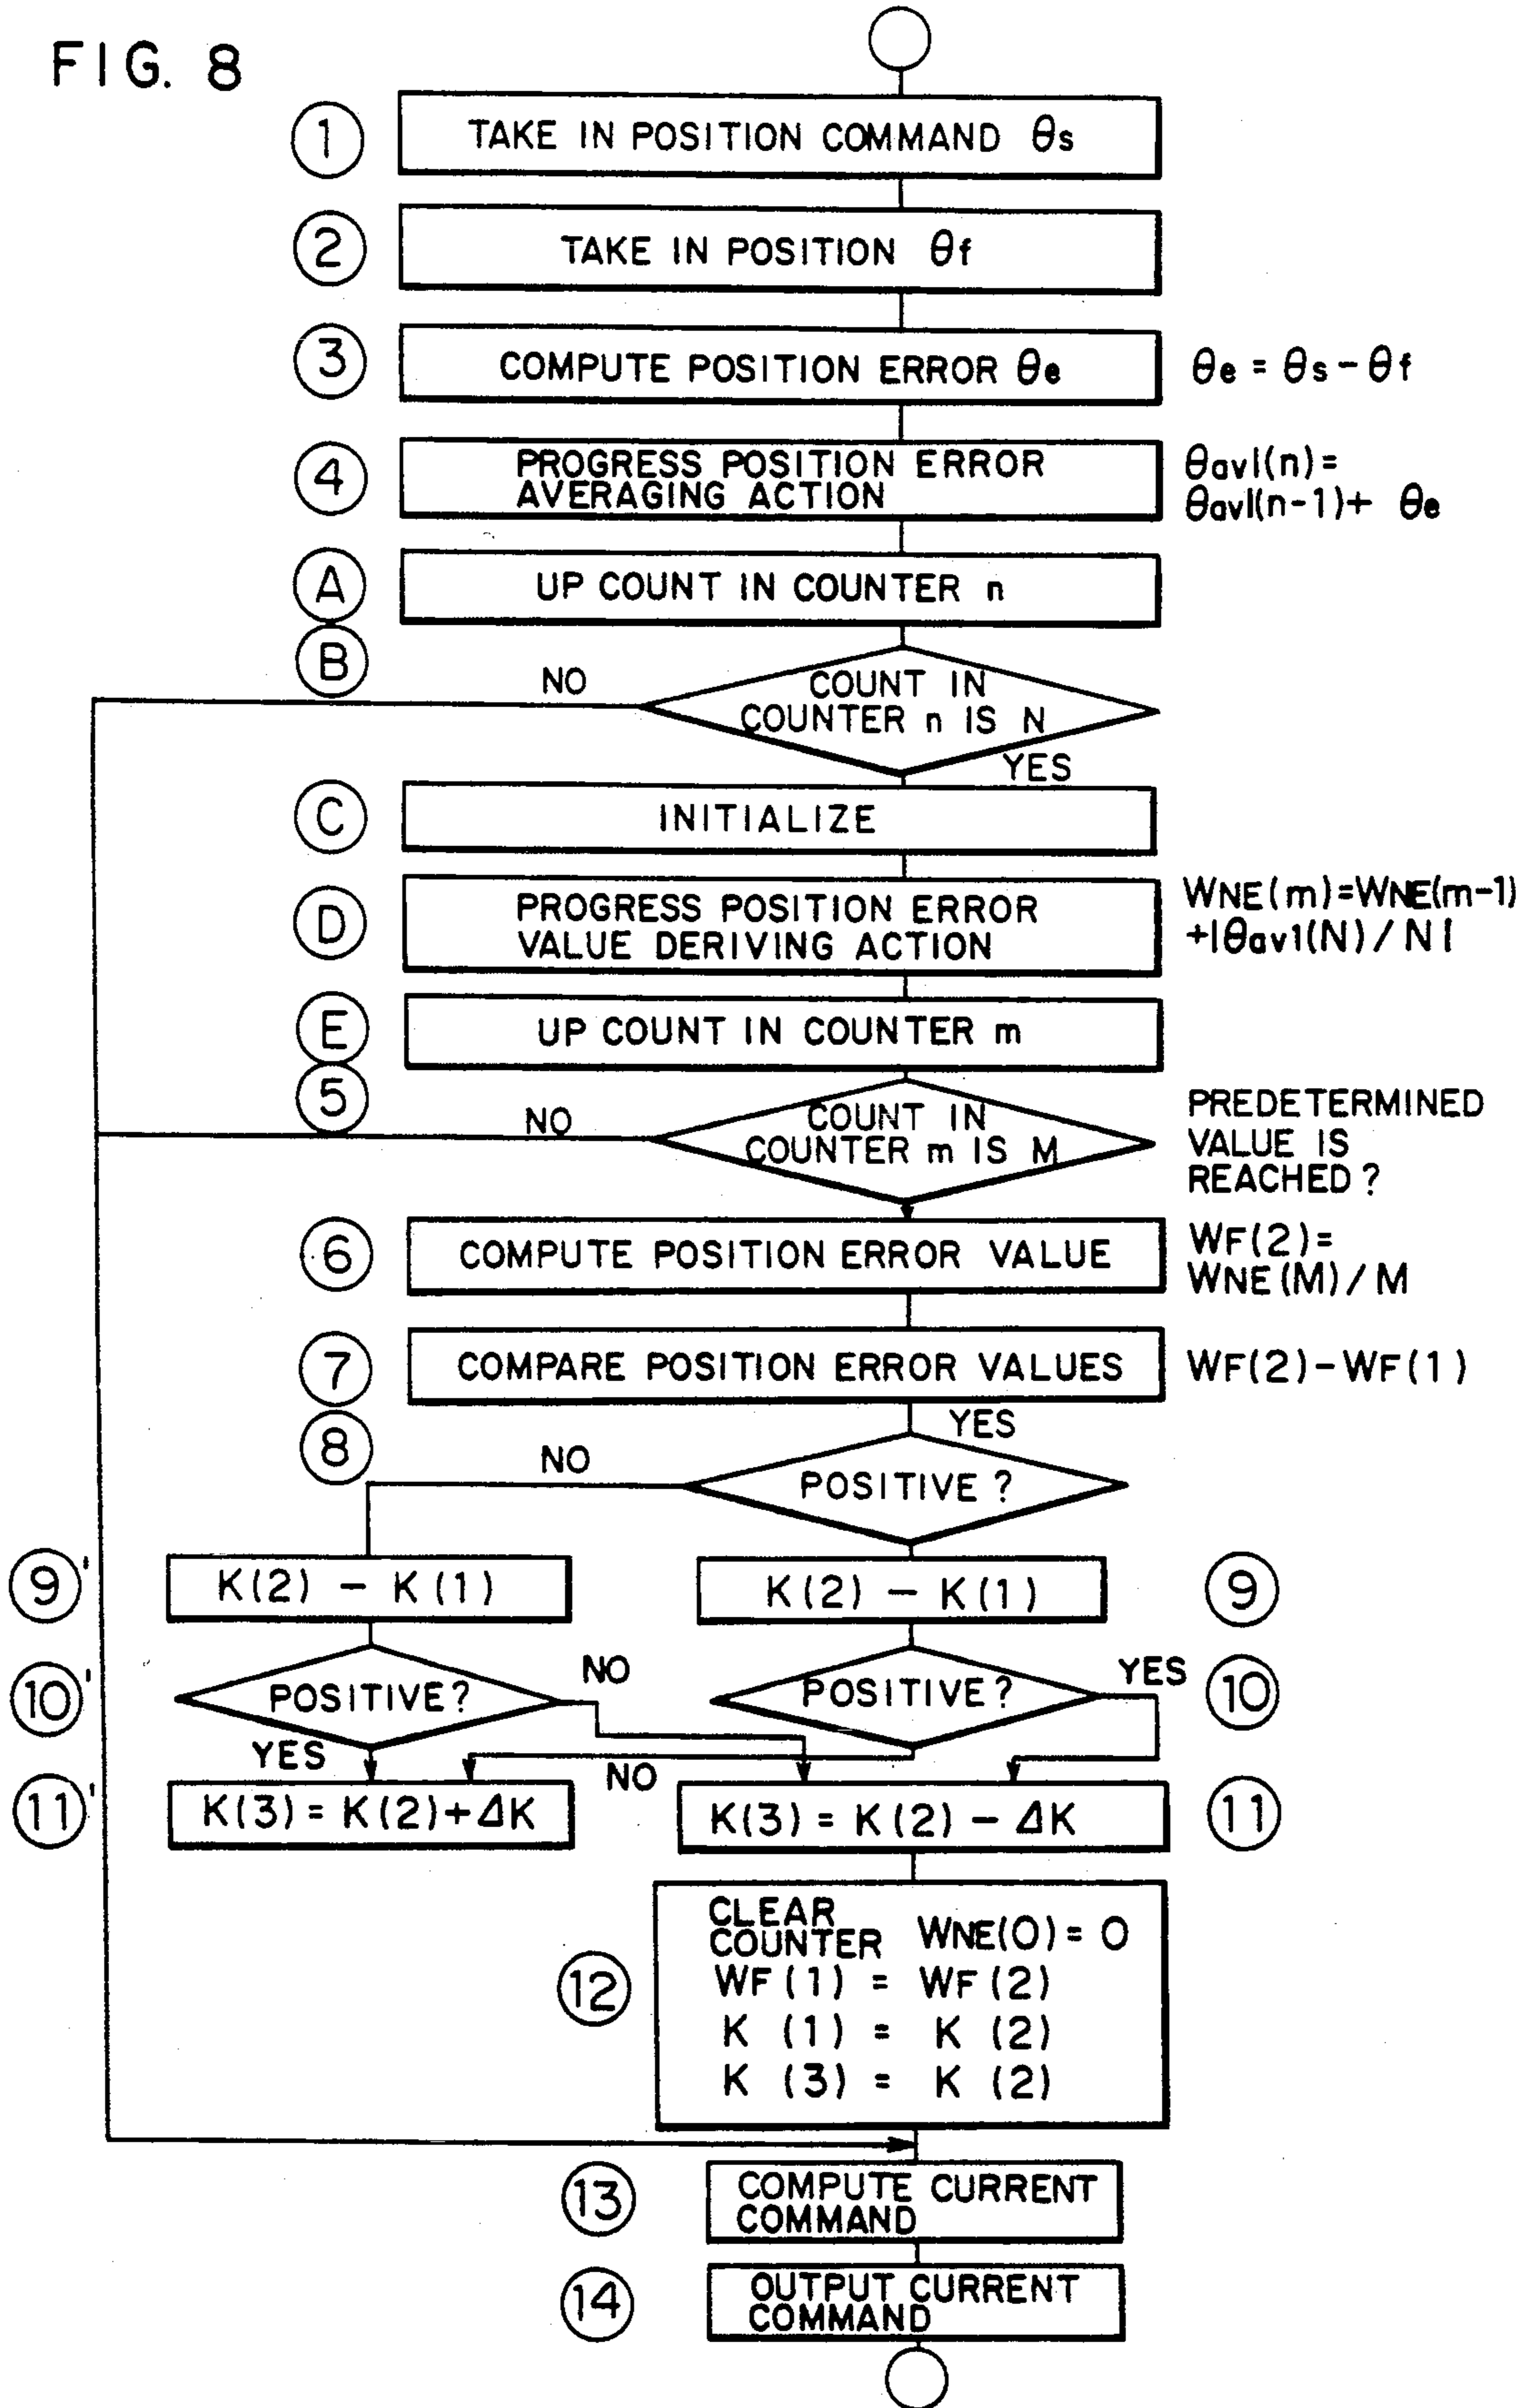 FIG. 8
1 TAKE IN POSITION COMMAND θs
2 TAKE IN POSITION θf
3 COMPUTE POSITION ERROR θe θe = θs - θf
4 PROGRESS POSITION ERROR
AVERAGING ACTION
θavl(n) =
θavl(n-1)+ θe
A UP COUNT IN COUNTER n
B
NO
COUNT IN
COUNTER n IS N
YES
C INITIALIZE
D PROGRESS POSITION ERROR
VALUE DERIVING ACTION
WNE(m)=WNE(m-1)
+|θav1(N)/N|
E UP COUNT IN COUNTER m
5
NO
COUNT IN
COUNTER m IS M
PREDETERMINED
VALUE IS
REACHED?
6 COMPUTE POSITION ERROR VALUE
WF(2)=
WNE(M)/M
7 COMPARE POSITION ERROR VALUES WF(2)-WF(1)
YES
8
NO
POSITIVE?
9' K(2) - K(1)
K(2) - K(1) 9
10' POSITIVE? NO
POSITIVE? YES 10
YES
NO
11' K(3) = K(2)+ΔK
K(3) = K(2) - ΔK 11
12
CLEAR
COUNTER WNE(0) = 0
WF(1) = WF(2)
K (1) = K (2)
K (3) = K (2)
13 COMPUTE CURRENT
COMMAND
14 OUTPUT CURRENT
COMMAND